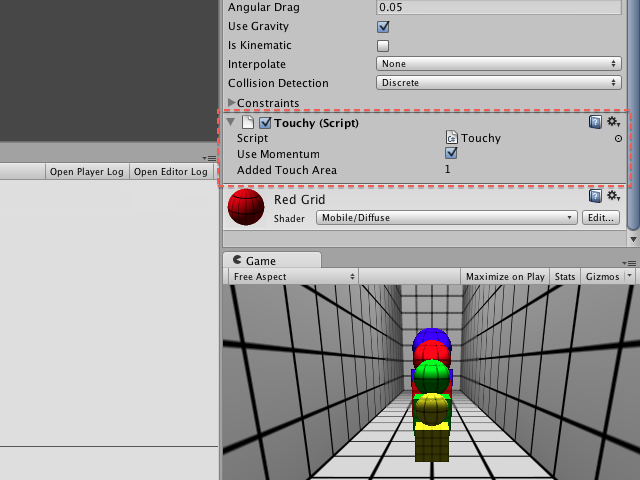 Angular Drag 0.05
Use Gravity
Is Kinematic
Interpolate None
Collision Detection Discrete
Constraints
Touchy (Script)
Script Touchy
Use Momentum
Added Touch Area 1
Open Player Log Open Editor Log
Red Grid
Shader Mobile/Diffuse Edit...
Game
Free Aspect Maximize on Play Stats Gizmos